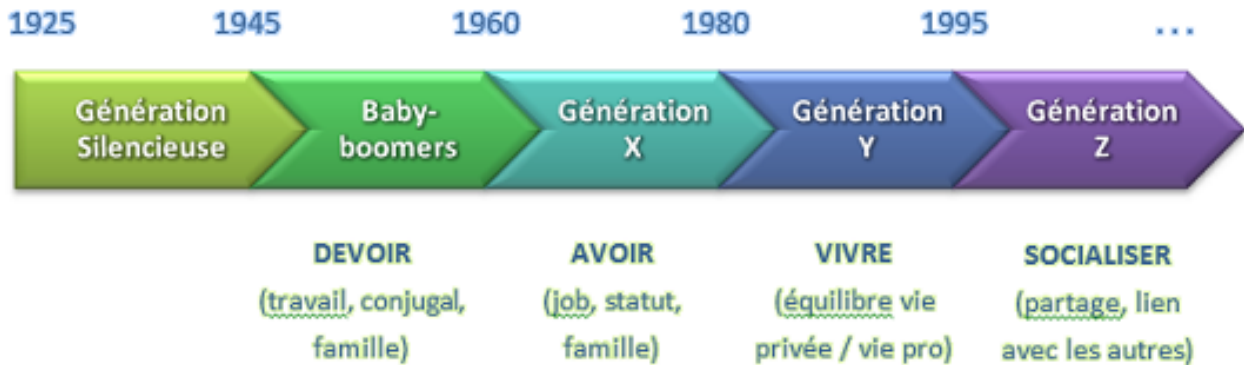 1925 1945 1960 1980 1995 ...
Génération Baby- Génération Génération Génération
Silencieuse boomers X Y Z
DEVOIR AVOIR VIVRE SOCIALISER
(travail, conjugal, (job, statut, (équilibre vie (partage, lien
famille) famille) privée / vie pro) avec les autres)